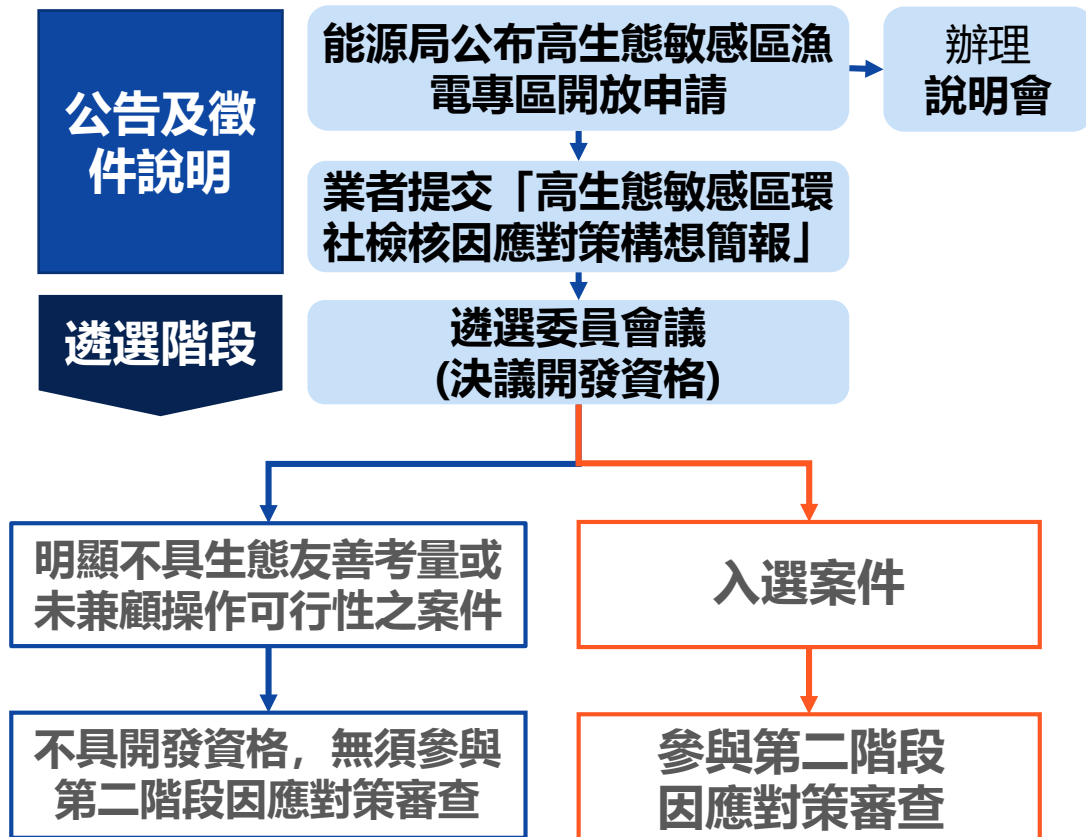 公告及徵
件說明
能源局公布高生態敏感區漁
電專區開放申請
辦理
說明會
業者提交「高生態敏感區環
社檢核因應對策構想簡報」
遴選階段
遴選委員會議
(決議開發資格)
明顯不具生態友善考量或
未兼顧操作可行性之案件
入選案件
不具開發資格，無須參與
第二階段因應對策審查
參與第二階段
因應對策審查